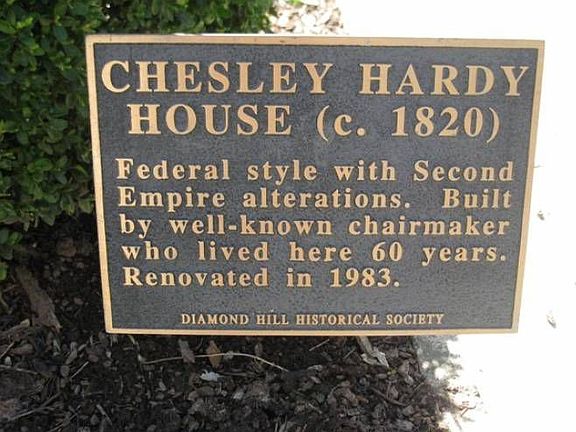 CHESLEY HARDY
HOUSE (c. 1820)
Federal style with Second
Empire alterations. Built
by well-known chairmaker
who lived here 60 years.
Renovated in 1983.
DIAMOND HILL HISTORICAL SOCIETY